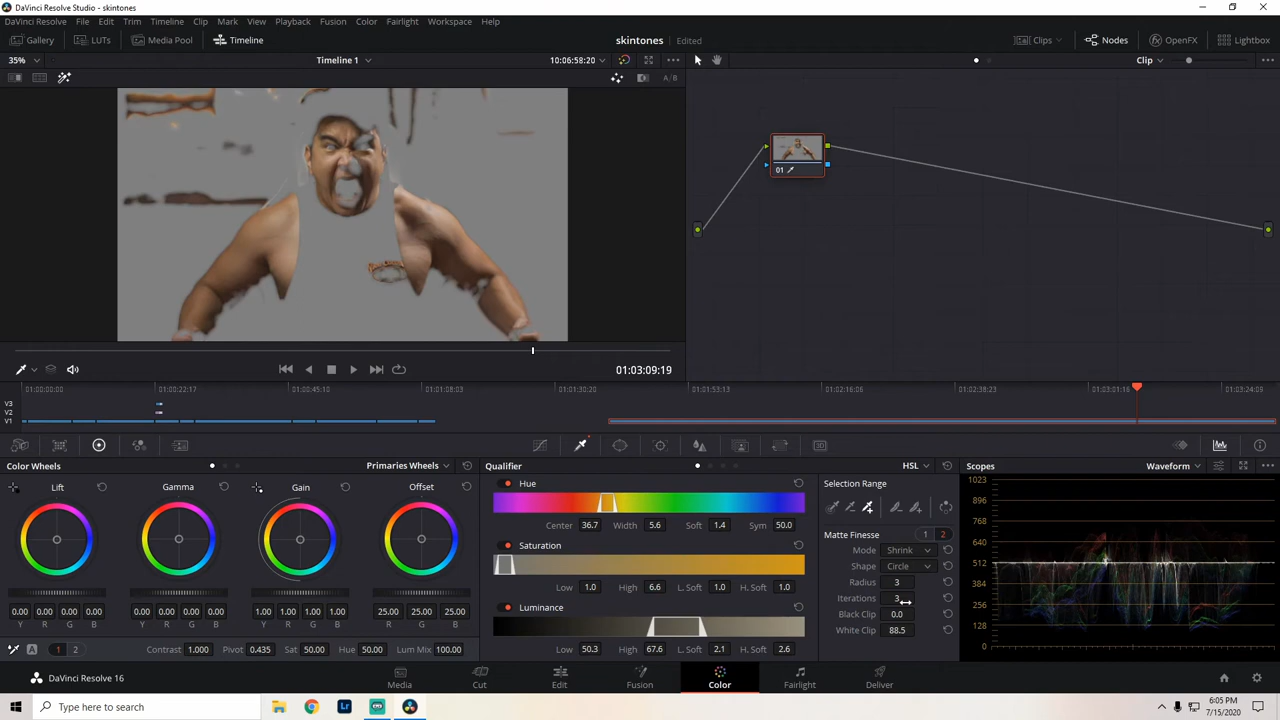 DaVinci Resolve Studio - skintones
DaVinci Resolve File Edit Trim Timeline Clip Mark View Playback Fusion Color Fairlight Workspace Help
Gallery LUTs Media Pool Timeline skintones Edited Clips Nodes OpenFX Lightbox
35% Timeline 1 10:06:58:20 Clip
A/B
01
01:03:09:19
01:00:00:00 01:00:22:17 01:00:45:10 01:01:08:03 01:01:30:20 01:01:53:13 01:02:16:06 01:02:38:23 01:03:01:16 01:03:24:09
V3
V2
V1
Color Wheels Primaries Wheels Qualifier HSL Scopes Waveform
Lift Gamma Gain Offset
0.00 0.00 0.00 0.00 0.00 0.00 0.00 0.00 1.00 1.00 1.00 1.00 25.00 25.00 25.00
Y R G B Y R G B Y R G B R G B
A 1 2 Contrast 1.000 Pivot 0.435 Sat 50.00 Hue 50.00 Lum Mix 100.00
Hue
Center 36.7 Width 5.6 Soft 1.4 Sym 50.0
Saturation
Low 1.0 High 6.6 L. Soft 1.0 H. Soft 1.0
Luminance
Low 50.3 High 67.6 L. Soft 2.1 H. Soft 2.6
Selection Range
Matte Finesse 1 2
Mode Shrink
Shape Circle
Radius 3
Iterations 3
Black Clip 0.0
White Clip 88.5
1023
896
768
640
512
384
256
128
0
DaVinci Resolve 16 Media Cut Edit Fusion Color Fairlight Deliver
Type here to search
Lr
6:05 PM
7/15/2020